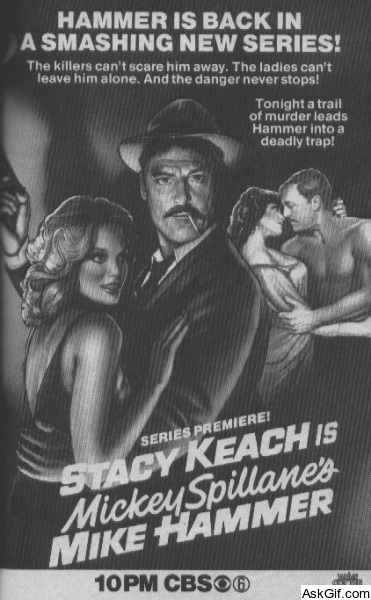 HAMMER IS BACK IN
A SMASHING NEW SERIES!
The killers can't scare him away. The ladies can't
leave him alone. And the danger never stops!
Tonight a trail
of murder leads
Hammer into a
deadly trap!
SERIES PREMIERE!
STACY KEACH IS
Mickey Spillane's
MIKE HAMMER
10PM CBS 6
AskGif.com